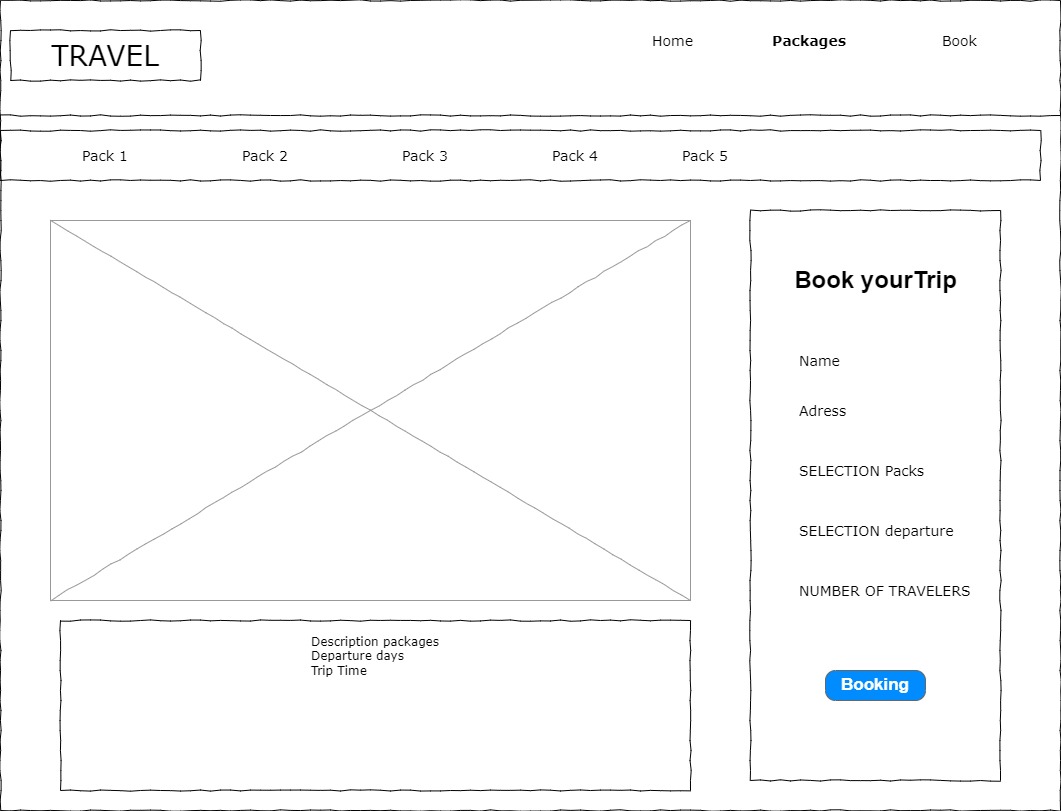 TRAVEL
Home
Packages
Book
Pack 1
Pack 2
Pack 3
Pack 4
Pack 5
Book yourTrip
Name
Adress
SELECTION Packs
SELECTION departure
NUMBER OF TRAVELERS
Booking
Description packages
Departure days
Trip Time